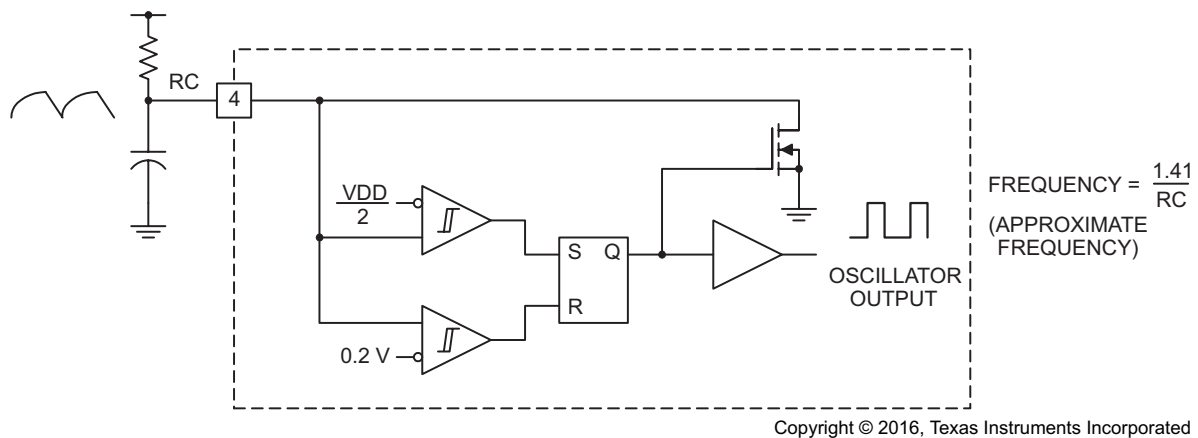 RC
4
VDD
2
0.2 V
S Q
R
OSCILLATOR
OUTPUT
FREQUENCY = 1.41
RC
(APPROXIMATE
FREQUENCY)
Copyright © 2016, Texas Instruments Incorporated